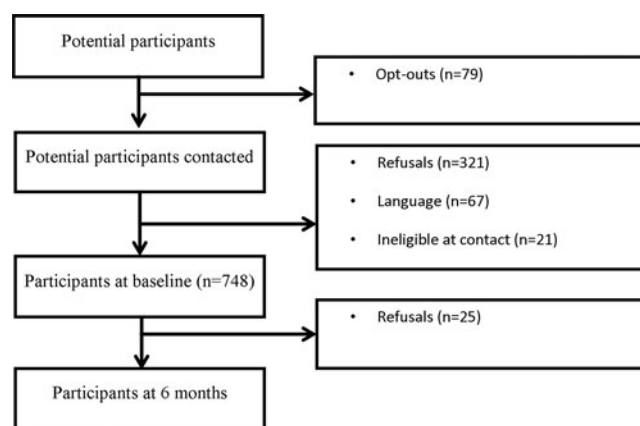 Potential participants
• Opt-outs (n=79)
Potential participants contacted
• Refusals (n=321)
• Language (n=67)
• Ineligible at contact (n=21)
Participants at baseline (n=748)
• Refusals (n=25)
Participants at 6 months